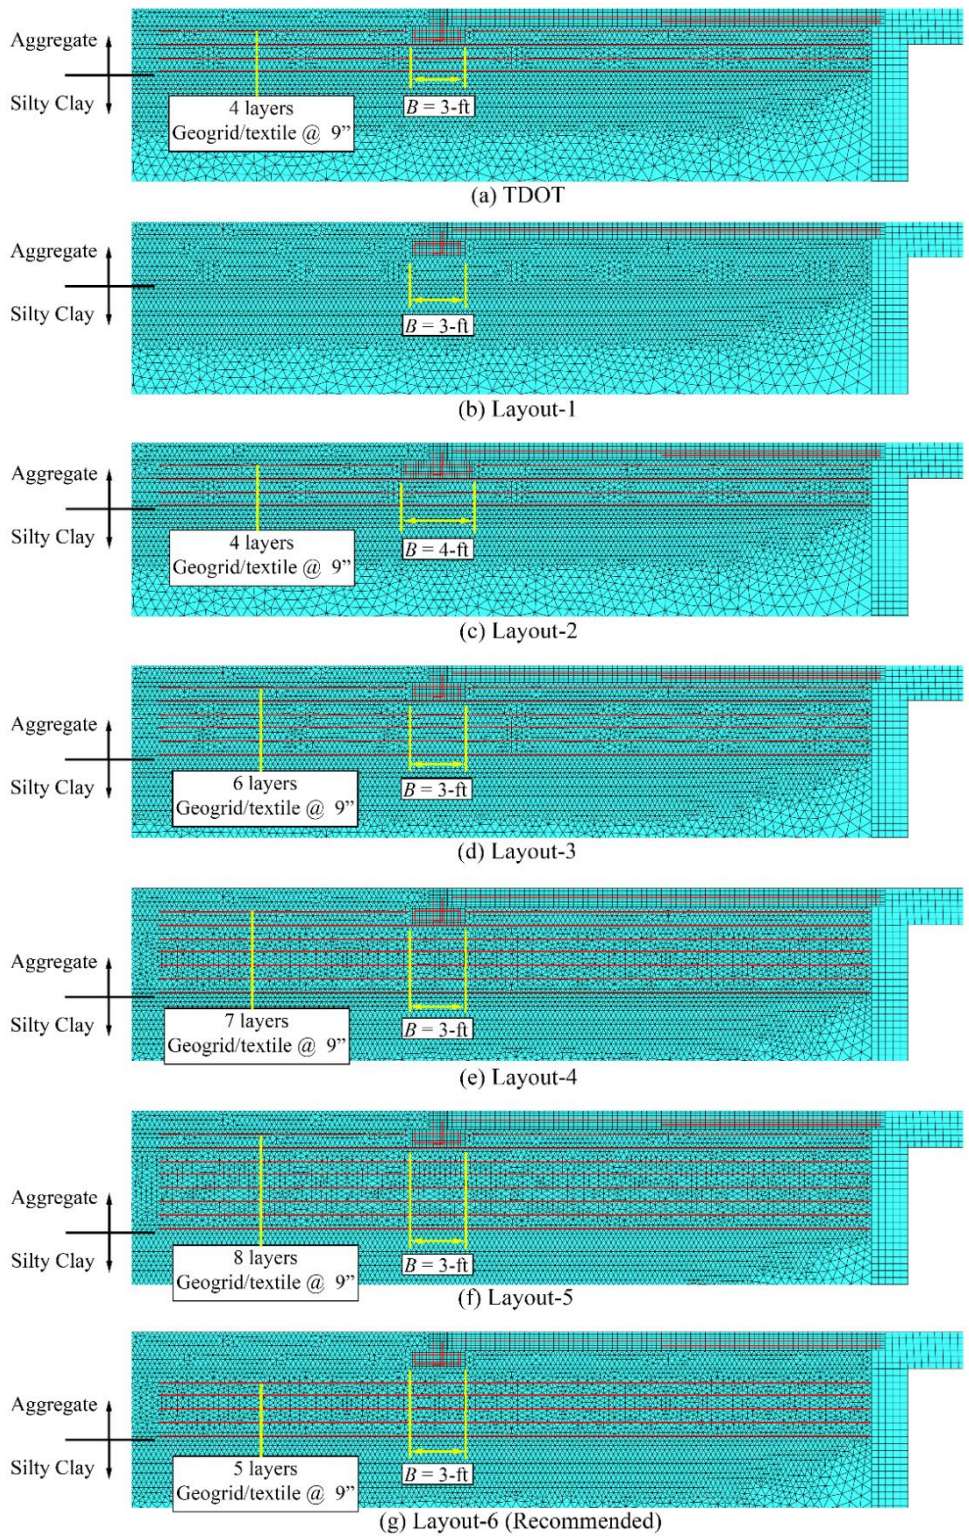 Aggregate
Silty Clay
4 layers
Geogrid/textile @ 9”
B = 3-ft
(a) TDOT
Aggregate
Silty Clay
B = 3-ft
(b) Layout-1
Aggregate
Silty Clay
4 layers
Geogrid/textile @ 9”
B = 4-ft
(c) Layout-2
Aggregate
Silty Clay
6 layers
Geogrid/textile @ 9”
B = 3-ft
(d) Layout-3
Aggregate
Silty Clay
7 layers
Geogrid/textile @ 9”
B = 3-ft
(e) Layout-4
Aggregate
Silty Clay
8 layers
Geogrid/textile @ 9”
B = 3-ft
(f) Layout-5
Aggregate
Silty Clay
5 layers
Geogrid/textile @ 9”
B = 3-ft
(g) Layout-6 (Recommended)